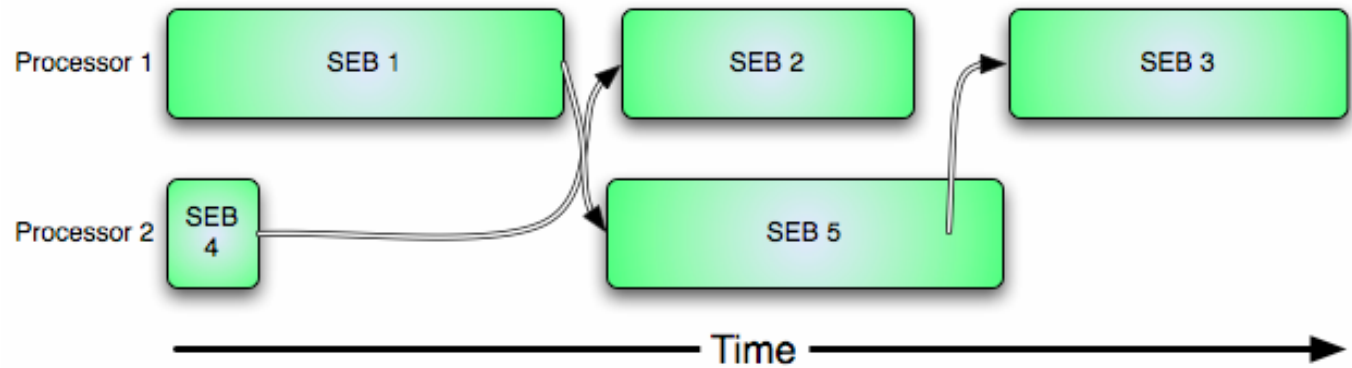 Processor 1
SEB 1
SEB 2
SEB 3
Processor 2
SEB
4
SEB 5
Time